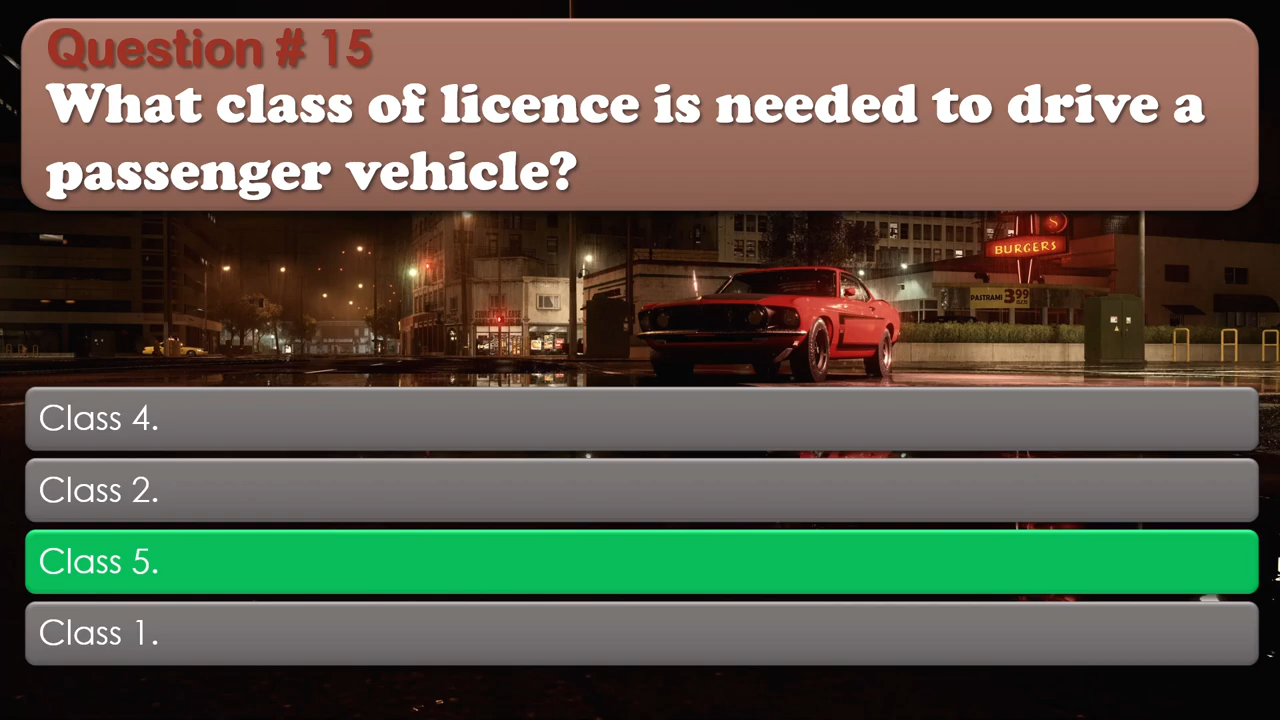 Question # 15
What class of licence is needed to drive a
passenger vehicle?
S
BURGERS
PASTRAMI 3.99
Class 4.
Class 2.
Class 5.
Class 1.